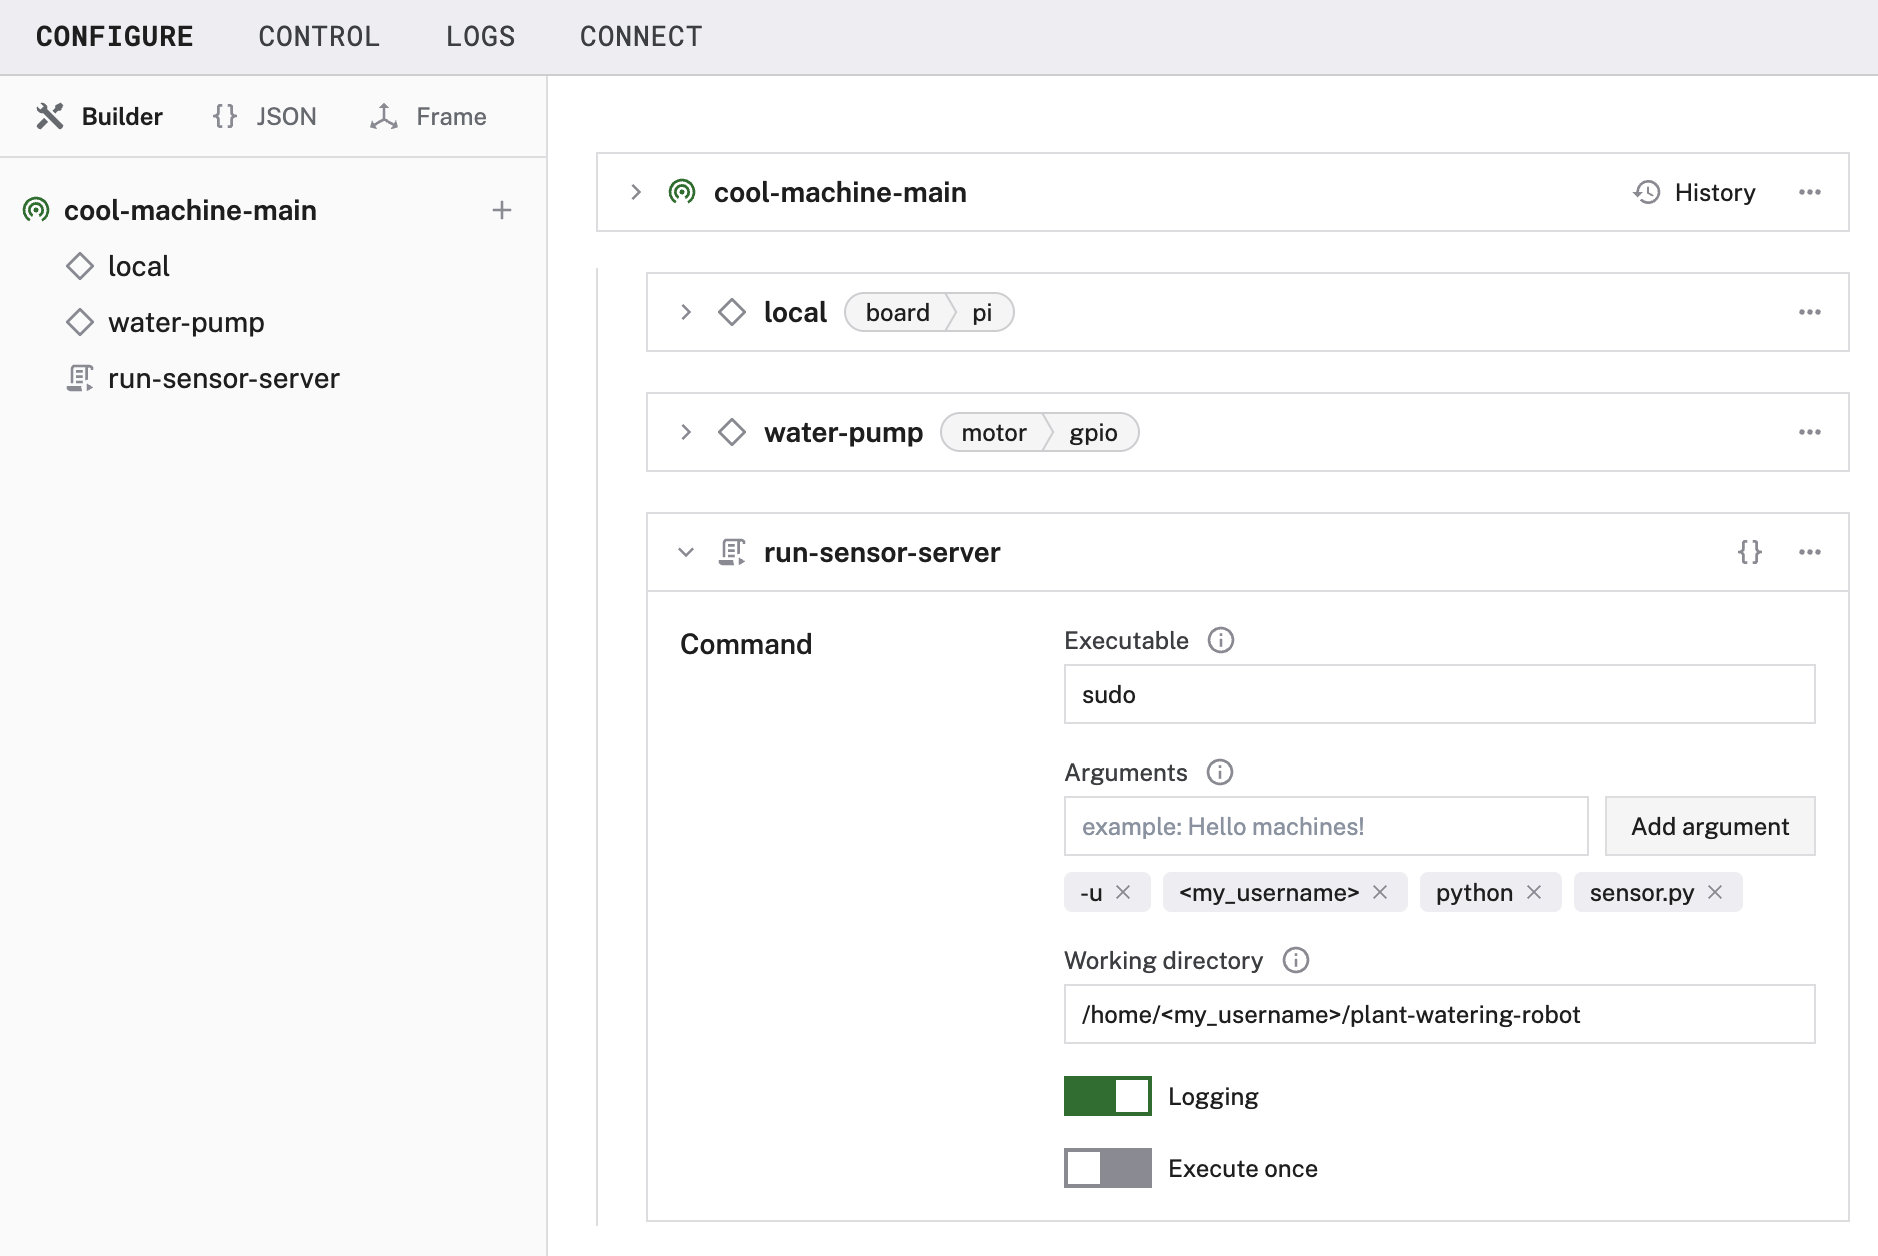 CONFIGURE CONTROL LOGS CONNECT
Builder {} JSON Frame
cool-machine-main
local
water-pump
run-sensor-server
cool-machine-main History
local board pi
water-pump motor gpio
run-sensor-server {}
Command
Executable
sudo
Arguments
example: Hello machines! Add argument
-u <my_username> python sensor.py
Working directory
/home/<my_username>/plant-watering-robot
Logging
Execute once